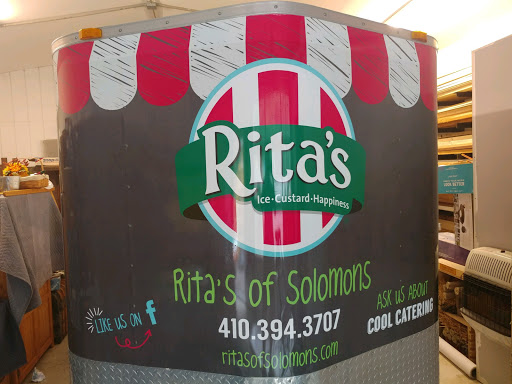 Rita's
Ice·Custard·Happiness
Rita's of Solomons
LIKE US ON f
410.394.3707
ASK US ABOUT
COOL CATERING
ritasofsolomons.com